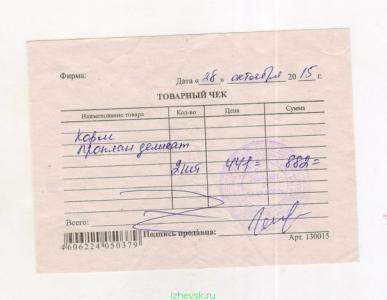 Фирма:
Дата «28» октября 2015 г.
ТОВАРНЫЙ ЧЕК
Наименование товара Кол-во Цена Сумма
Корм
Проплан деликат
2шт 441= 882=
Всего:
Подпись продавца:
4606224050379
Арт. 130015
izhevsk.ru